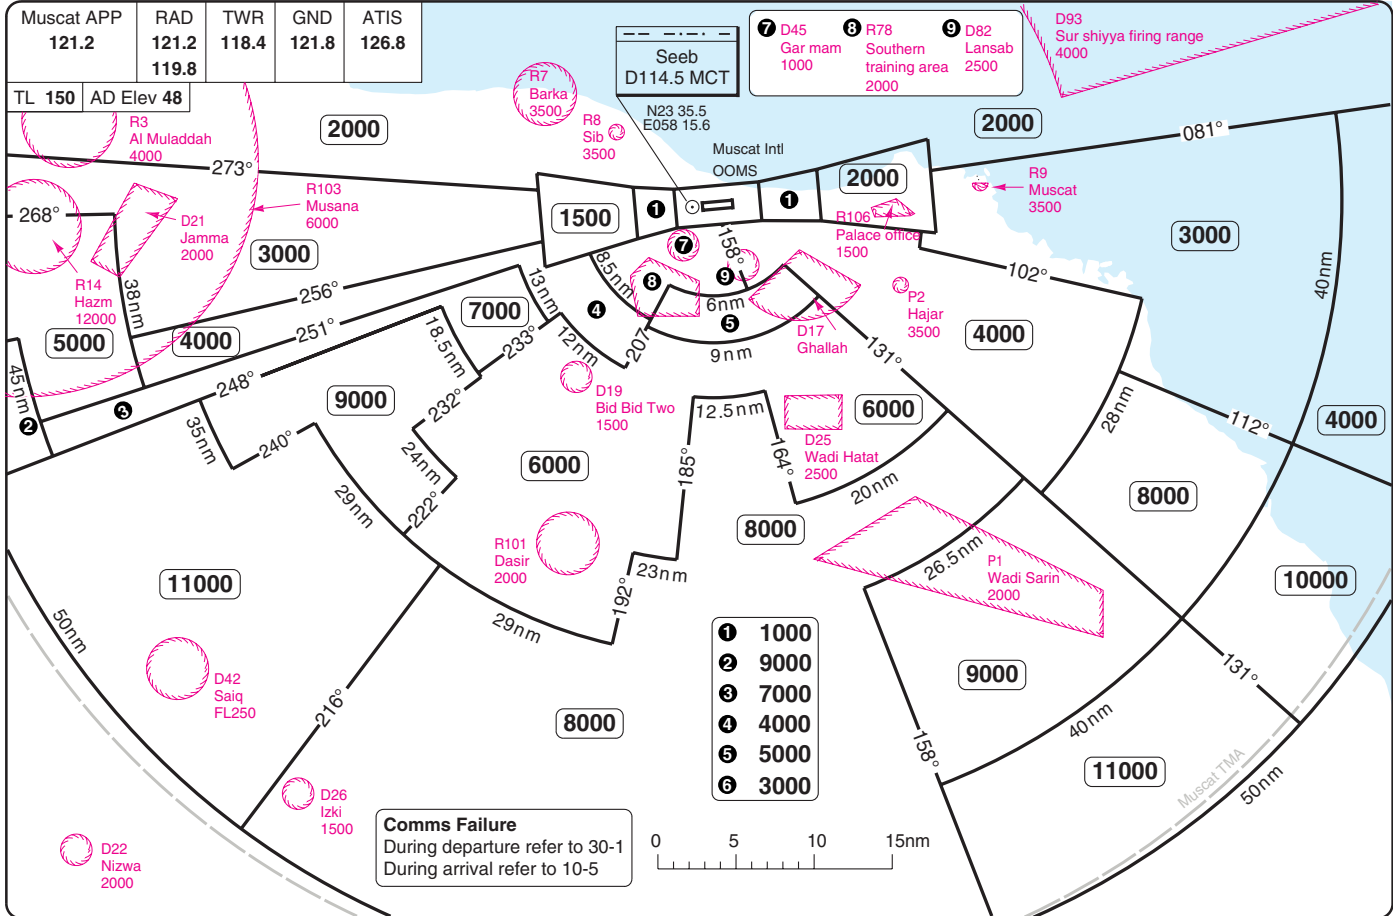 Muscat APP
121.2
RAD
121.2
119.8
TWR
118.4
GND
121.8
ATIS
126.8
TL 150
AD Elev 48
Seeb
D114.5 MCT
N23 35.5
E058 15.6
7 D45
Gar mam
1000
8 R78
Southern
training area
2000
9 D82
Lansab
2500
D93
Sur shiyya firing range
4000
R3
Al Muladdah
4000
2000
R7
Barka
3500
R8
Sib
3500
Muscat Intl
OOMS
2000
081°
273°
R103
Musana
6000
268°
D21
Jamma
2000
3000
1500
1
1
2000
R106
Palace office
1500
R9
Muscat
3500
3000
40nm
R14
Hazm
12000
38nm
256°
251°
248°
5000
4000
45nm
2
3
7000
13nm
8.5nm
7
158°
9
8
6nm
5
9nm
4
12nm
207
233°
18.5nm
232°
D17
Ghallah
131°
P2
Hajar
3500
102°
4000
28nm
112°
4000
9000
35nm
240°
24nm
222°
29nm
D19
Bid Bid Two
1500
12.5nm
185°
164°
D25
Wadi Hatat
2500
6000
20nm
6000
8000
8000
R101
Dasir
2000
23nm
192°
29nm
26.5nm
P1
Wadi Sarin
2000
10000
11000
50nm
D42
Saiq
FL250
216°
8000
1 1000
2 9000
3 7000
4 4000
5 5000
6 3000
9000
131°
158°
40nm
11000
Muscat TMA
50nm
D26
Izki
1500
D22
Nizwa
2000
Comms Failure
During departure refer to 30-1
During arrival refer to 10-5
0 5 10 15nm